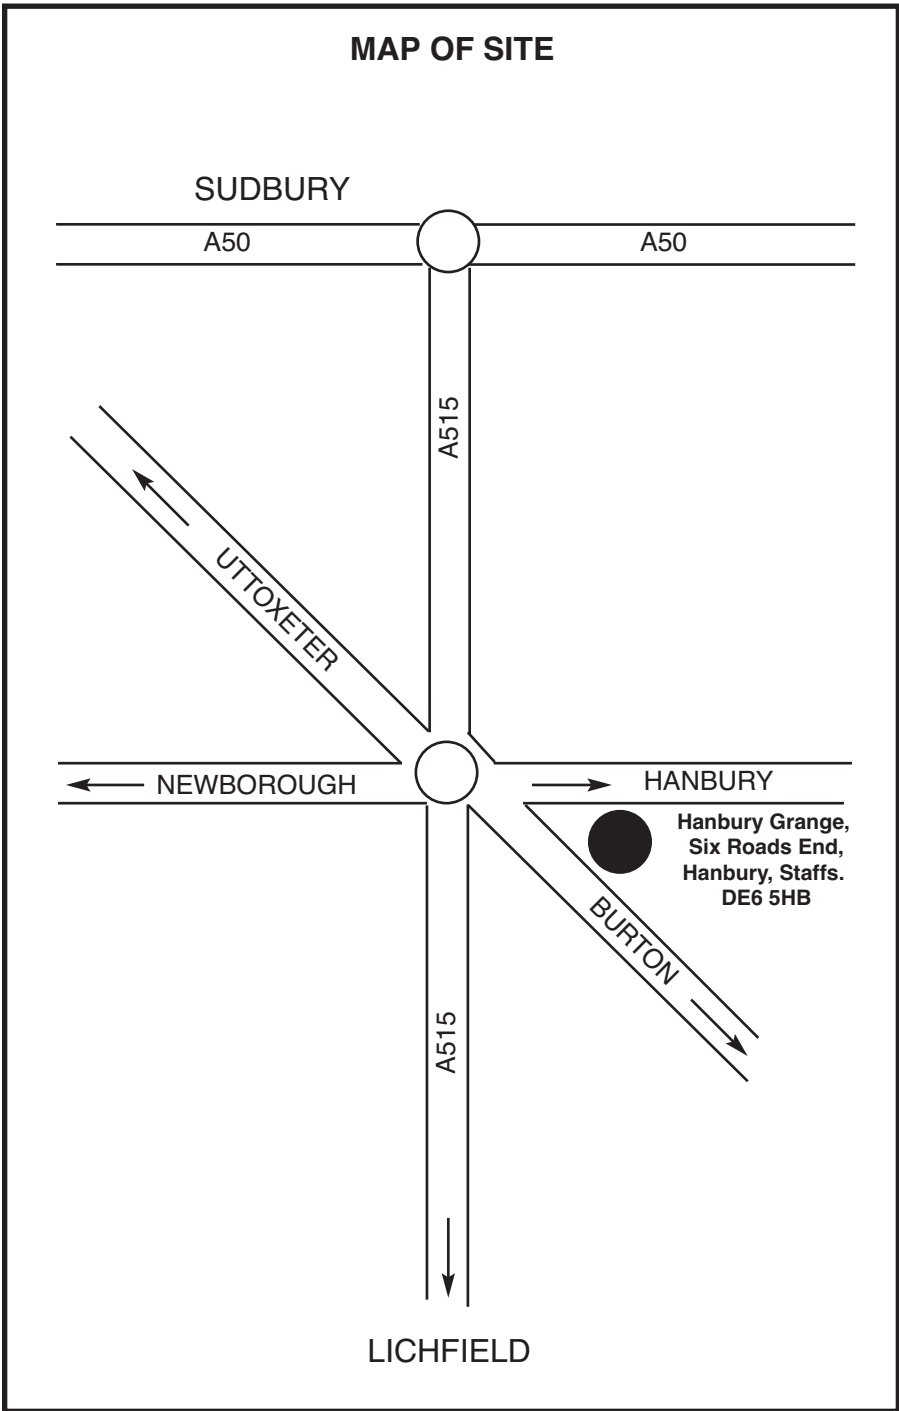 MAP OF SITE
SUDBURY
A50
A50
A515
UTTOXETER
NEWBOROUGH
HANBURY
Hanbury Grange,
Six Roads End,
Hanbury, Staffs.
DE6 5HB
BURTON
A515
LICHFIELD